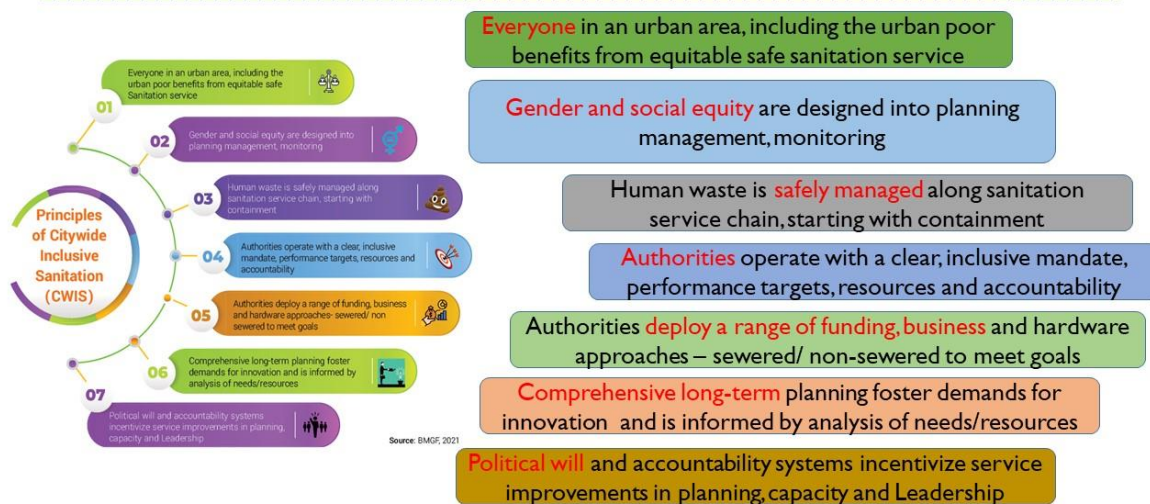 Principles
of Citywide
Inclusive
Sanitation
(CWIS)
01
Everyone in an urban area, including the
urban poor benefits from equitable safe
Sanitation service
02
Gender and social equity are designed into
planning management, monitoring
03
Human waste is safely managed along
sanitation service chain, starting with
containment
04
Authorities operate with a clear, inclusive
mandate, performance targets, resources and
accountability
05
Authorities deploy a range of funding, business
and hardware approaches- sewered/ non
sewered to meet goals
06
Comprehensive long-term planning foster
demands for innovation and is informed by
analysis of needs/resources
07
Political will and accountability systems
incentivize service improvements in planning,
capacity and Leadership
Source: BMGF, 2021
Everyone in an urban area, including the urban poor
benefits from equitable safe sanitation service
Gender and social equity are designed into planning
management, monitoring
Human waste is safely managed along sanitation
service chain, starting with containment
Authorities operate with a clear, inclusive mandate,
performance targets, resources and accountability
Authorities deploy a range of funding, business and hardware
approaches – sewered/ non-sewered to meet goals
Comprehensive long-term planning foster demands for
innovation and is informed by analysis of needs/resources
Political will and accountability systems incentivize service
improvements in planning, capacity and Leadership